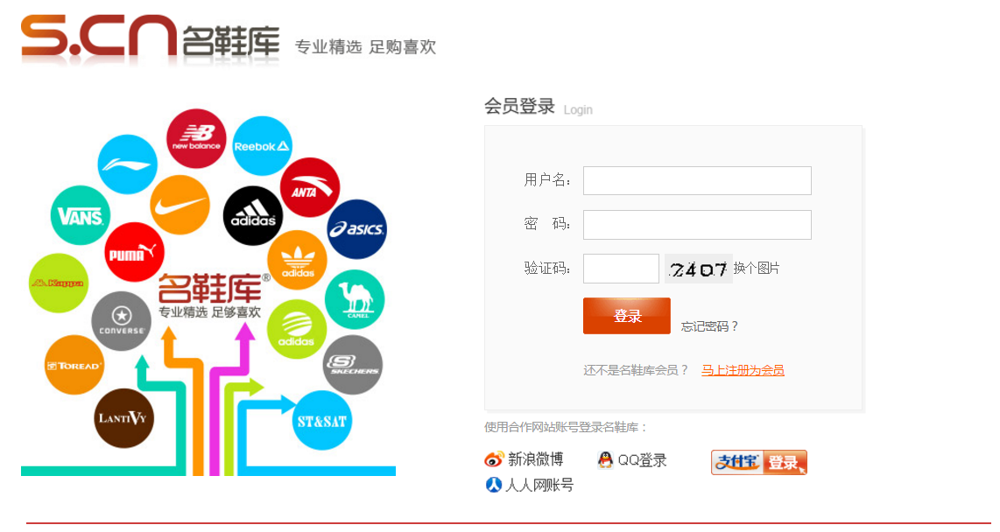 s.cn名鞋库 专业精选 足购喜欢
会员登录 Login
new balance
Reebok
ANTA
VANS
adidas
asics
PUMA
adidas
Kappa
名鞋库®
专业精选 足够喜欢
CAMEL
CONVERSE
adidas
TOREAD
SKECHERS
LANTIVY
ST&SAT
用户名:
密 码:
验证码: 2407 换个图片
登录 忘记密码?
还不是名鞋库会员? 马上注册为会员
使用合作网站账号登录名鞋库:
新浪微博 QQ登录 支付宝 登录
人人网账号